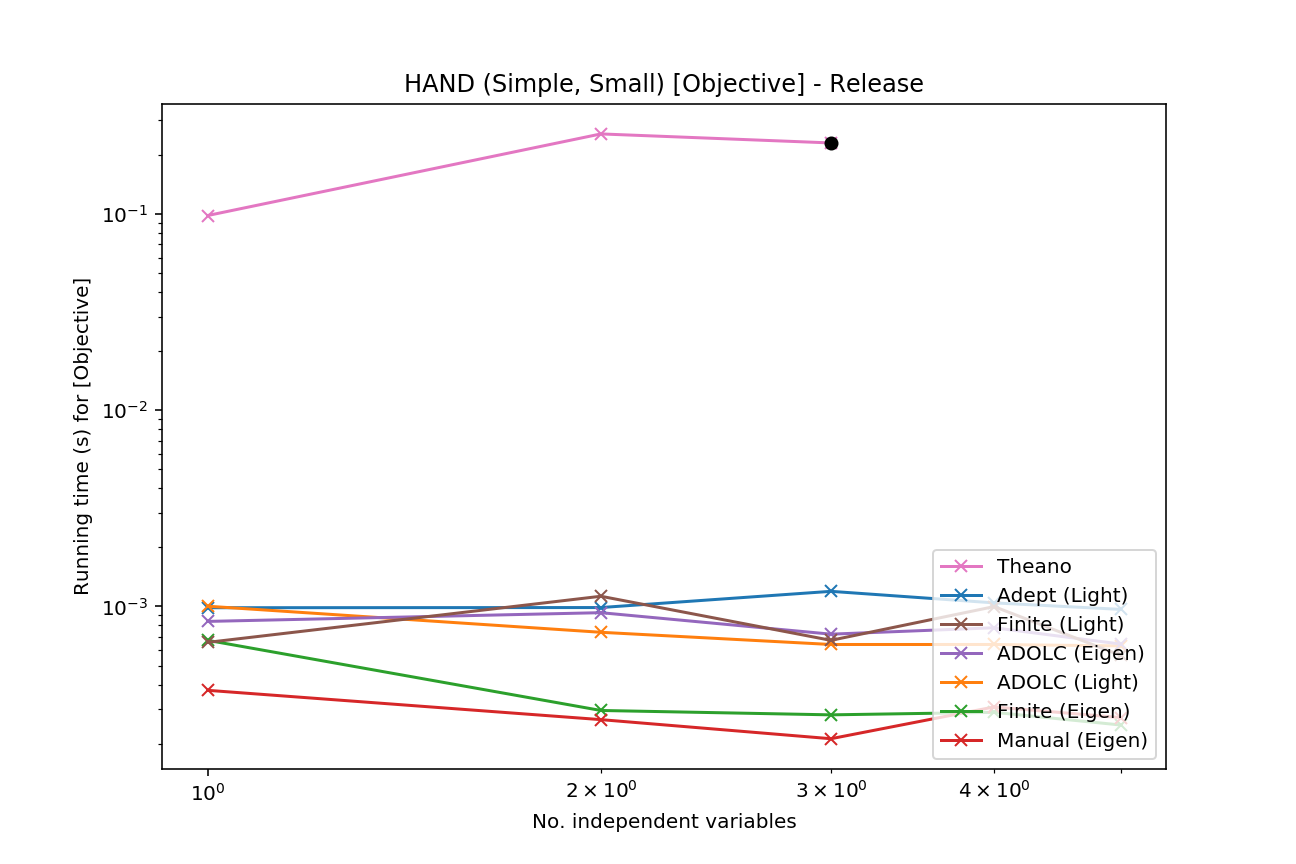 HAND (Simple, Small) [Objective] - Release
Running time (s) for [Objective]
10⁻¹
10⁻²
10⁻³
Theano
Adept (Light)
Finite (Light)
ADOLC (Eigen)
ADOLC (Light)
Finite (Eigen)
Manual (Eigen)
10⁰
2 × 10⁰
3 × 10⁰
4 × 10⁰
No. independent variables